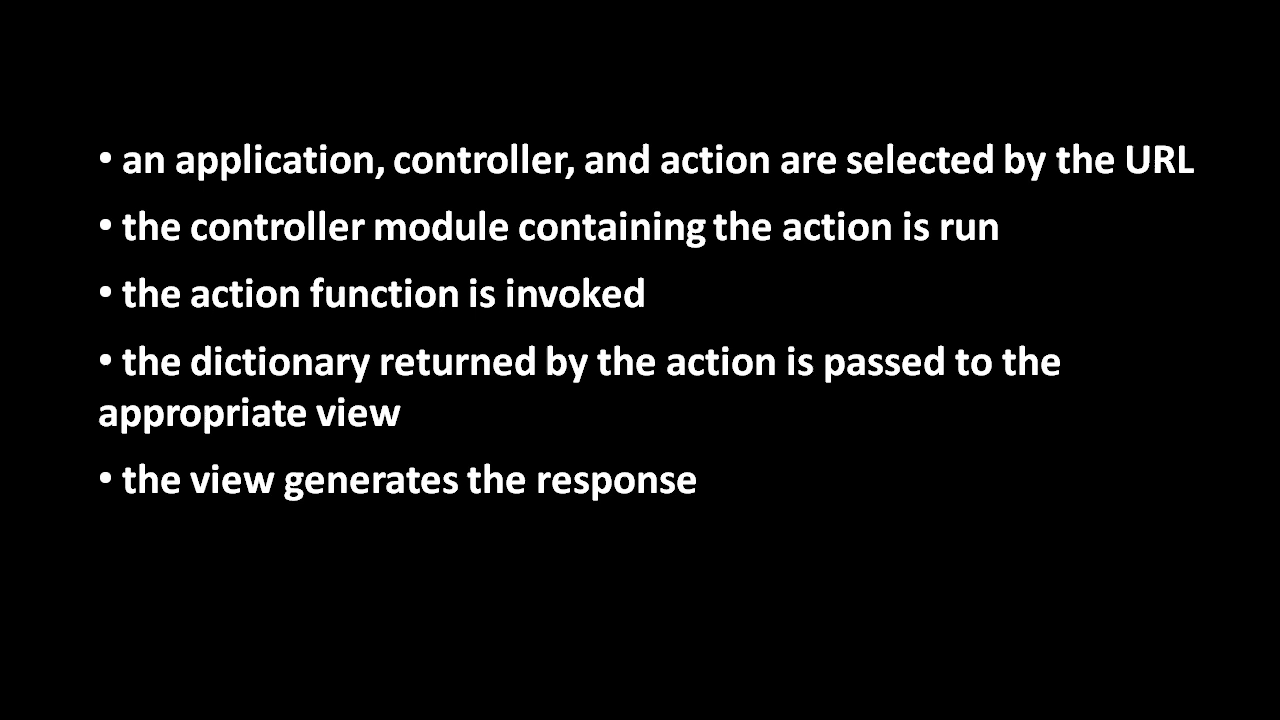 • an application, controller, and action are selected by the URL
• the controller module containing the action is run
• the action function is invoked
• the dictionary returned by the action is passed to the
appropriate view
• the view generates the response